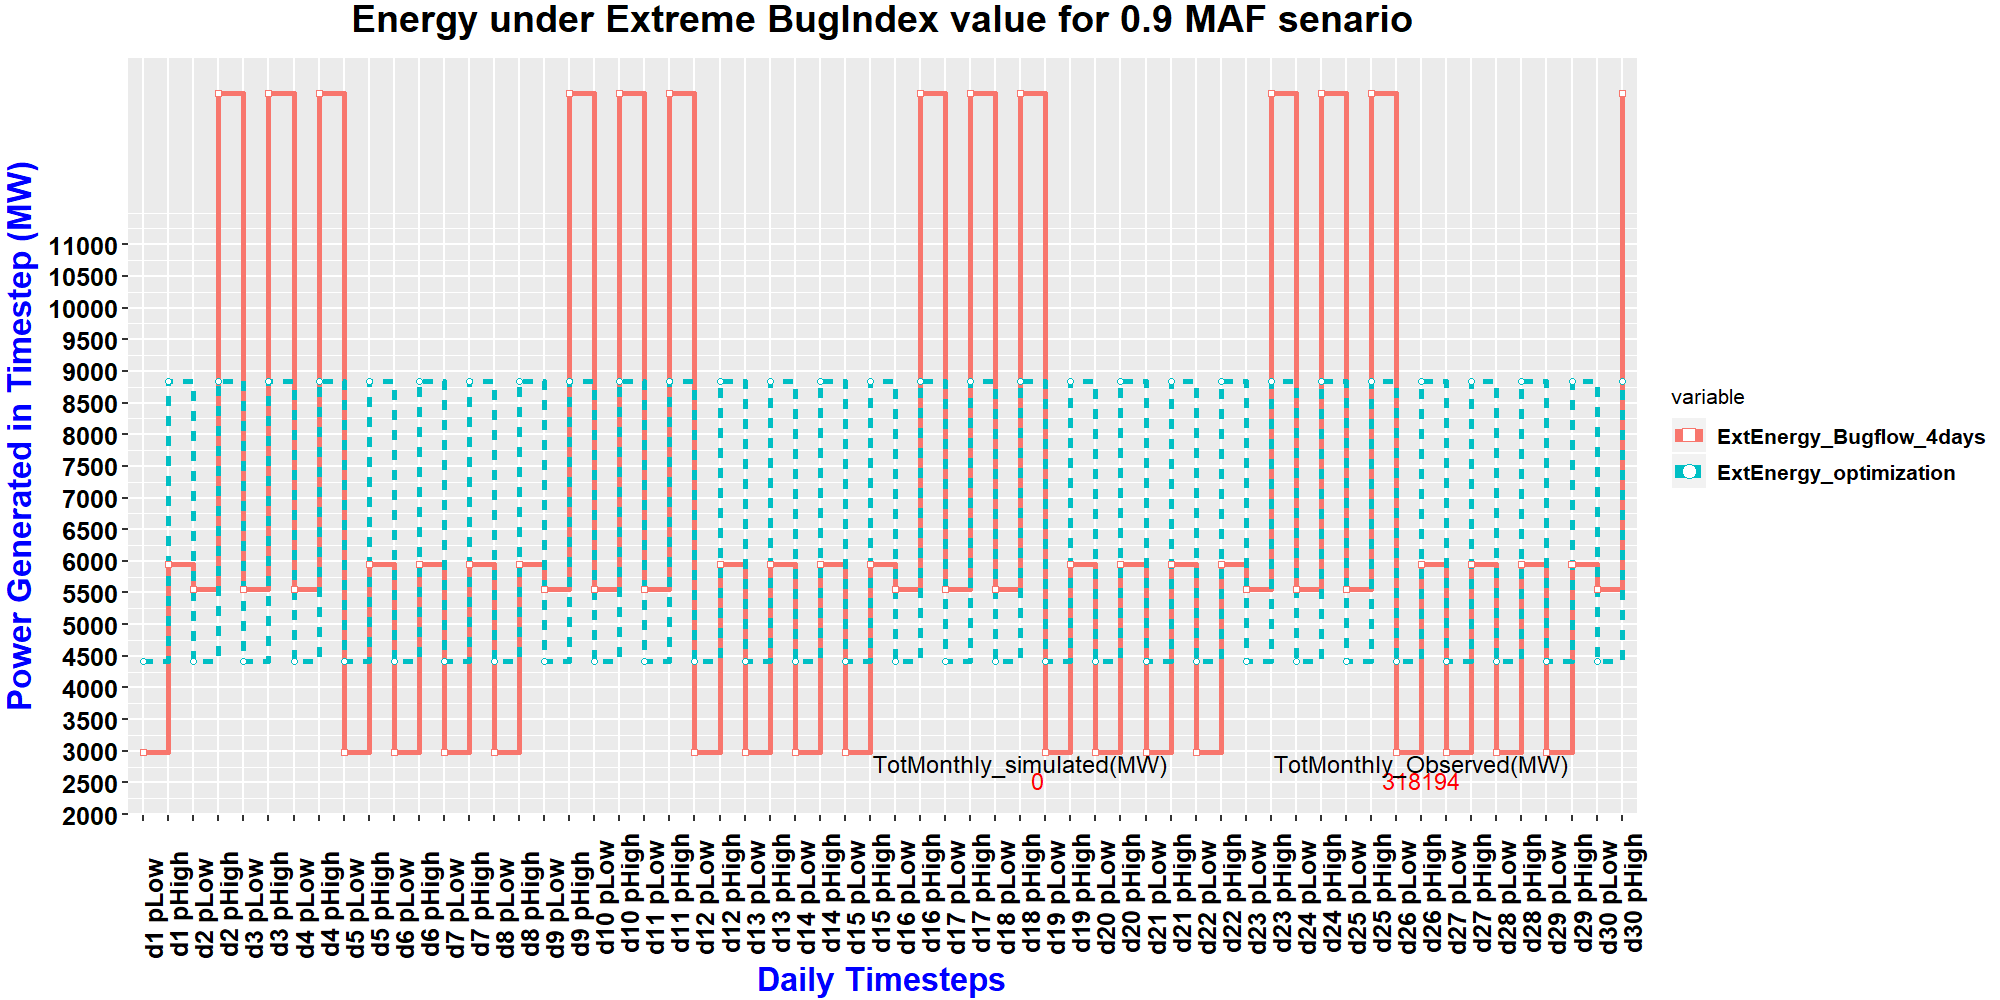 Energy under Extreme BugIndex value for 0.9 MAF senario
Power Generated in Timestep (MW)
11000
10500
10000
9500
9000
8500
8000
7500
7000
6500
6000
5500
5000
4500
4000
3500
3000
2500
2000
TotMonthly_simulated(MW)
0
TotMonthly_Observed(MW)
318194
d1 pLow
d1 pHigh
d2 pLow
d2 pHigh
d3 pLow
d3 pHigh
d4 pLow
d4 pHigh
d5 pLow
d5 pHigh
d6 pLow
d6 pHigh
d7 pLow
d7 pHigh
d8 pLow
d8 pHigh
d9 pLow
d9 pHigh
d10 pLow
d10 pHigh
d11 pLow
d11 pHigh
d12 pLow
d12 pHigh
d13 pLow
d13 pHigh
d14 pLow
d14 pHigh
d15 pLow
d15 pHigh
d16 pLow
d16 pHigh
d17 pLow
d17 pHigh
d18 pLow
d18 pHigh
d19 pLow
d19 pHigh
d20 pLow
d20 pHigh
d21 pLow
d21 pHigh
d22 pLow
d22 pHigh
d23 pLow
d23 pHigh
d24 pLow
d24 pHigh
d25 pLow
d25 pHigh
d26 pLow
d26 pHigh
d27 pLow
d27 pHigh
d28 pLow
d28 pHigh
d29 pLow
d29 pHigh
d30 pLow
d30 pHigh
Daily Timesteps
variable
ExtEnergy_Bugflow_4days
ExtEnergy_optimization